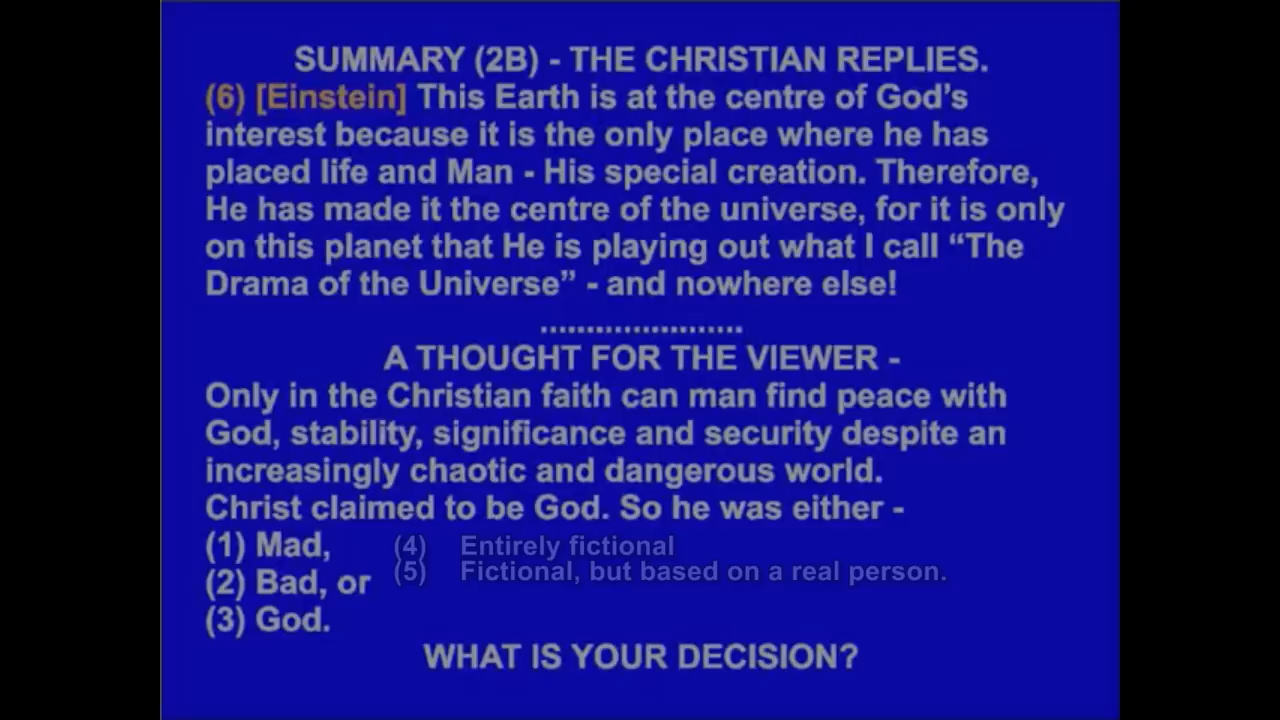 SUMMARY (2B) - THE CHRISTIAN REPLIES.
(6) [Einstein] This Earth is at the centre of God's
interest because it is the only place where he has
placed life and Man - His special creation. Therefore,
He has made it the centre of the universe, for it is only
on this planet that He is playing out what I call “The
Drama of the Universe” - and nowhere else!
......................
A THOUGHT FOR THE VIEWER -
Only in the Christian faith can man find peace with
God, stability, significance and security despite an
increasingly chaotic and dangerous world.
Christ claimed to be God. So he was either -
(1) Mad,
(2) Bad, or
(3) God.
(4) Entirely fictional
(5) Fictional, but based on a real person.
WHAT IS YOUR DECISION?